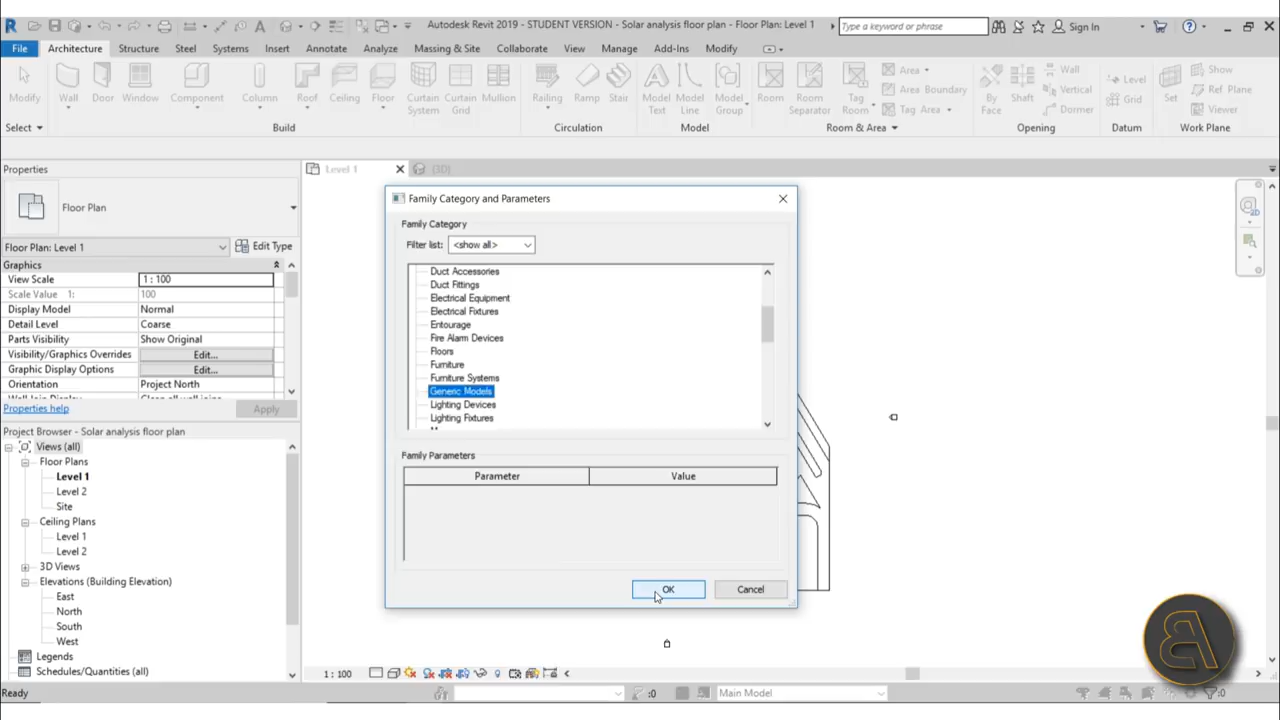 Autodesk Revit 2019 - STUDENT VERSION - Solar analysis floor plan - Floor Plan: Level 1
Type a keyword or phrase
Sign In
File Architecture Structure Steel Systems Insert Annotate Analyze Massing & Site Collaborate View Manage Add-Ins Modify
Modify Wall Door Window Component Column Roof Ceiling Floor Curtain System Curtain Grid Mullion Railing Ramp Stair Model Text Model Line Model Group Room Room Separator Tag Room
Area
Area Boundary
Tag Area
By Face Shaft
Wall
Vertical
Dormer
Level
Grid
Set
Show
Ref Plane
Viewer
Select Build Circulation Model Room & Area Opening Datum Work Plane
Properties
Level 1 {3D}
Floor Plan
Floor Plan: Level 1 Edit Type
Graphics
View Scale 1 : 100
Scale Value 1: 100
Display Model Normal
Detail Level Coarse
Parts Visibility Show Original
Visibility/Graphics Overrides Edit...
Graphic Display Options Edit...
Orientation Project North
Wall Join Display Clean all wall joins
Properties help Apply
Project Browser - Solar analysis floor plan
Views (all)
Floor Plans
Level 1
Level 2
Site
Ceiling Plans
Level 1
Level 2
3D Views
Elevations (Building Elevation)
East
North
South
West
Legends
Schedules/Quantities (all)
Family Category and Parameters
Family Category
Filter list: <show all>
Duct Accessories
Duct Fittings
Electrical Equipment
Electrical Fixtures
Entourage
Fire Alarm Devices
Floors
Furniture
Furniture Systems
Generic Models
Lighting Devices
Lighting Fixtures
Family Parameters
Parameter Value
OK Cancel
2D
1 : 100
Ready :0 Main Model :0